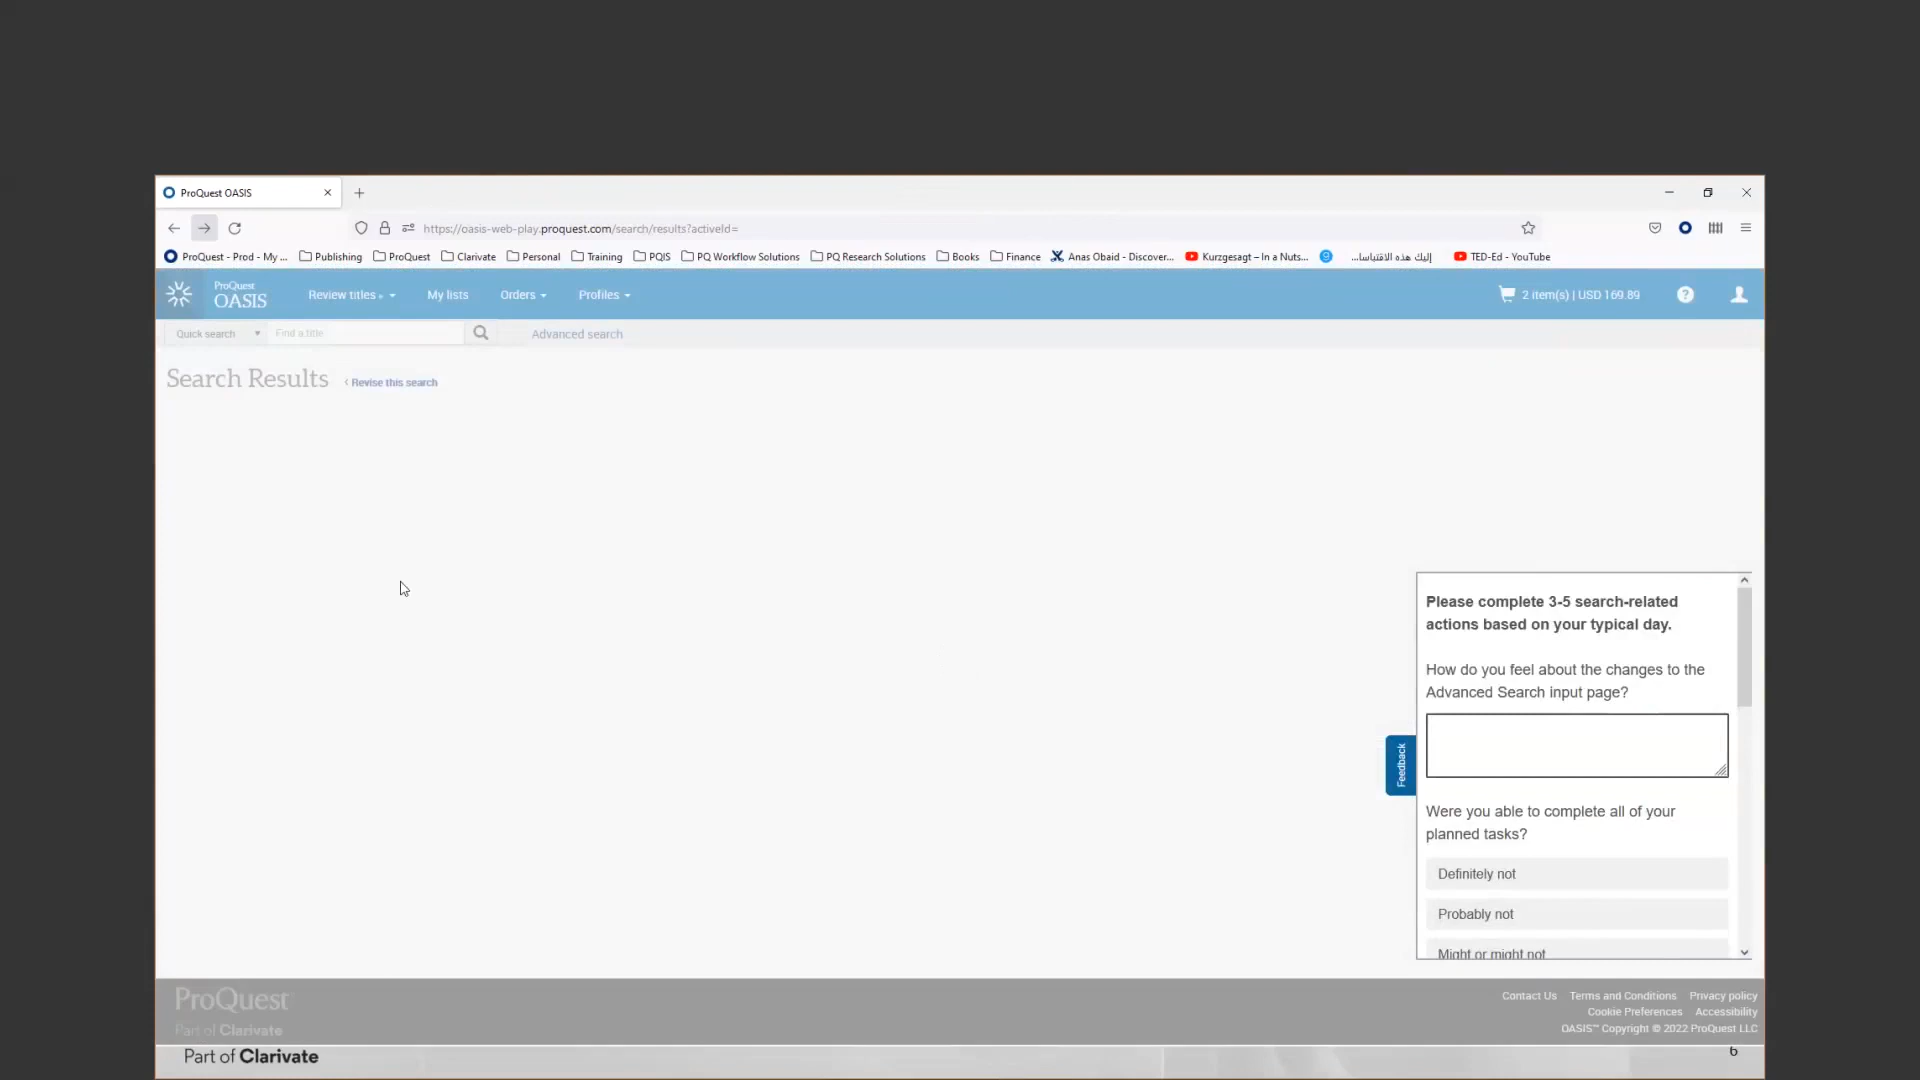 ProQuest OASIS
https://oasis-web-play.proquest.com/search/results?activeId=
ProQuest - Prod - My ... Publishing ProQuest Clarivate Personal Training PQIS PQ Workflow Solutions PQ Research Solutions Books Finance Anas Obaid - Discover... Kurzgesagt – In a Nuts... إليك هذه الاقتباسا... TED-Ed - YouTube
ProQuest
OASIS
Review titles My lists Orders Profiles 2 item(s) | USD 169.89 ?
Quick search Find a title Advanced search
Search Results ‹ Revise this search
Please complete 3-5 search-related
actions based on your typical day.
How do you feel about the changes to the
Advanced Search input page?
Feedback
Were you able to complete all of your
planned tasks?
Definitely not
Probably not
Might or might not
ProQuest
Part of Clarivate
Contact Us Terms and Conditions Privacy policy
Cookie Preferences Accessibility
OASIS™ Copyright © 2022 ProQuest LLC
Part of Clarivate
6